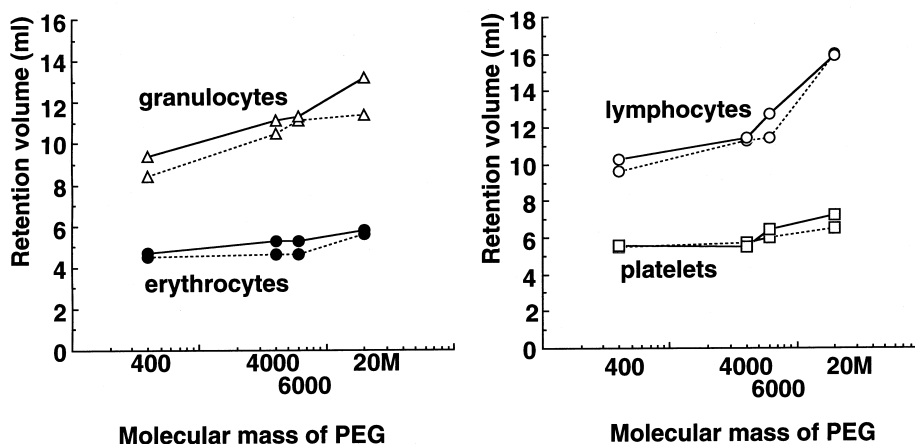 Retention volume (ml)
16
14
12
10
8
6
4
2
0
granulocytes
erythrocytes
400
4000
20M
6000
Molecular mass of PEG
Retention volume (ml)
18
16
14
12
10
8
6
4
2
0
lymphocytes
platelets
400
4000
20M
6000
Molecular mass of PEG